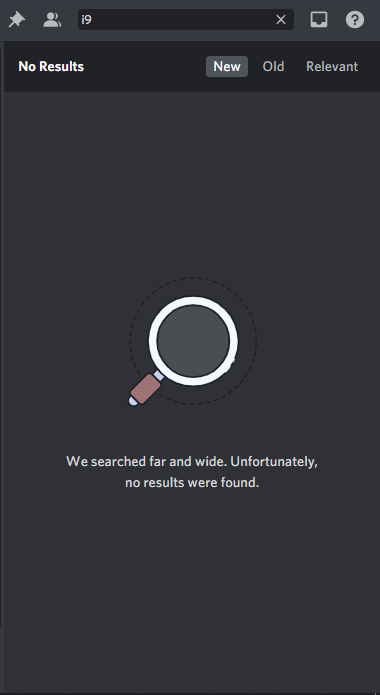 i9
No Results
New Old Relevant
We searched far and wide. Unfortunately,
no results were found.